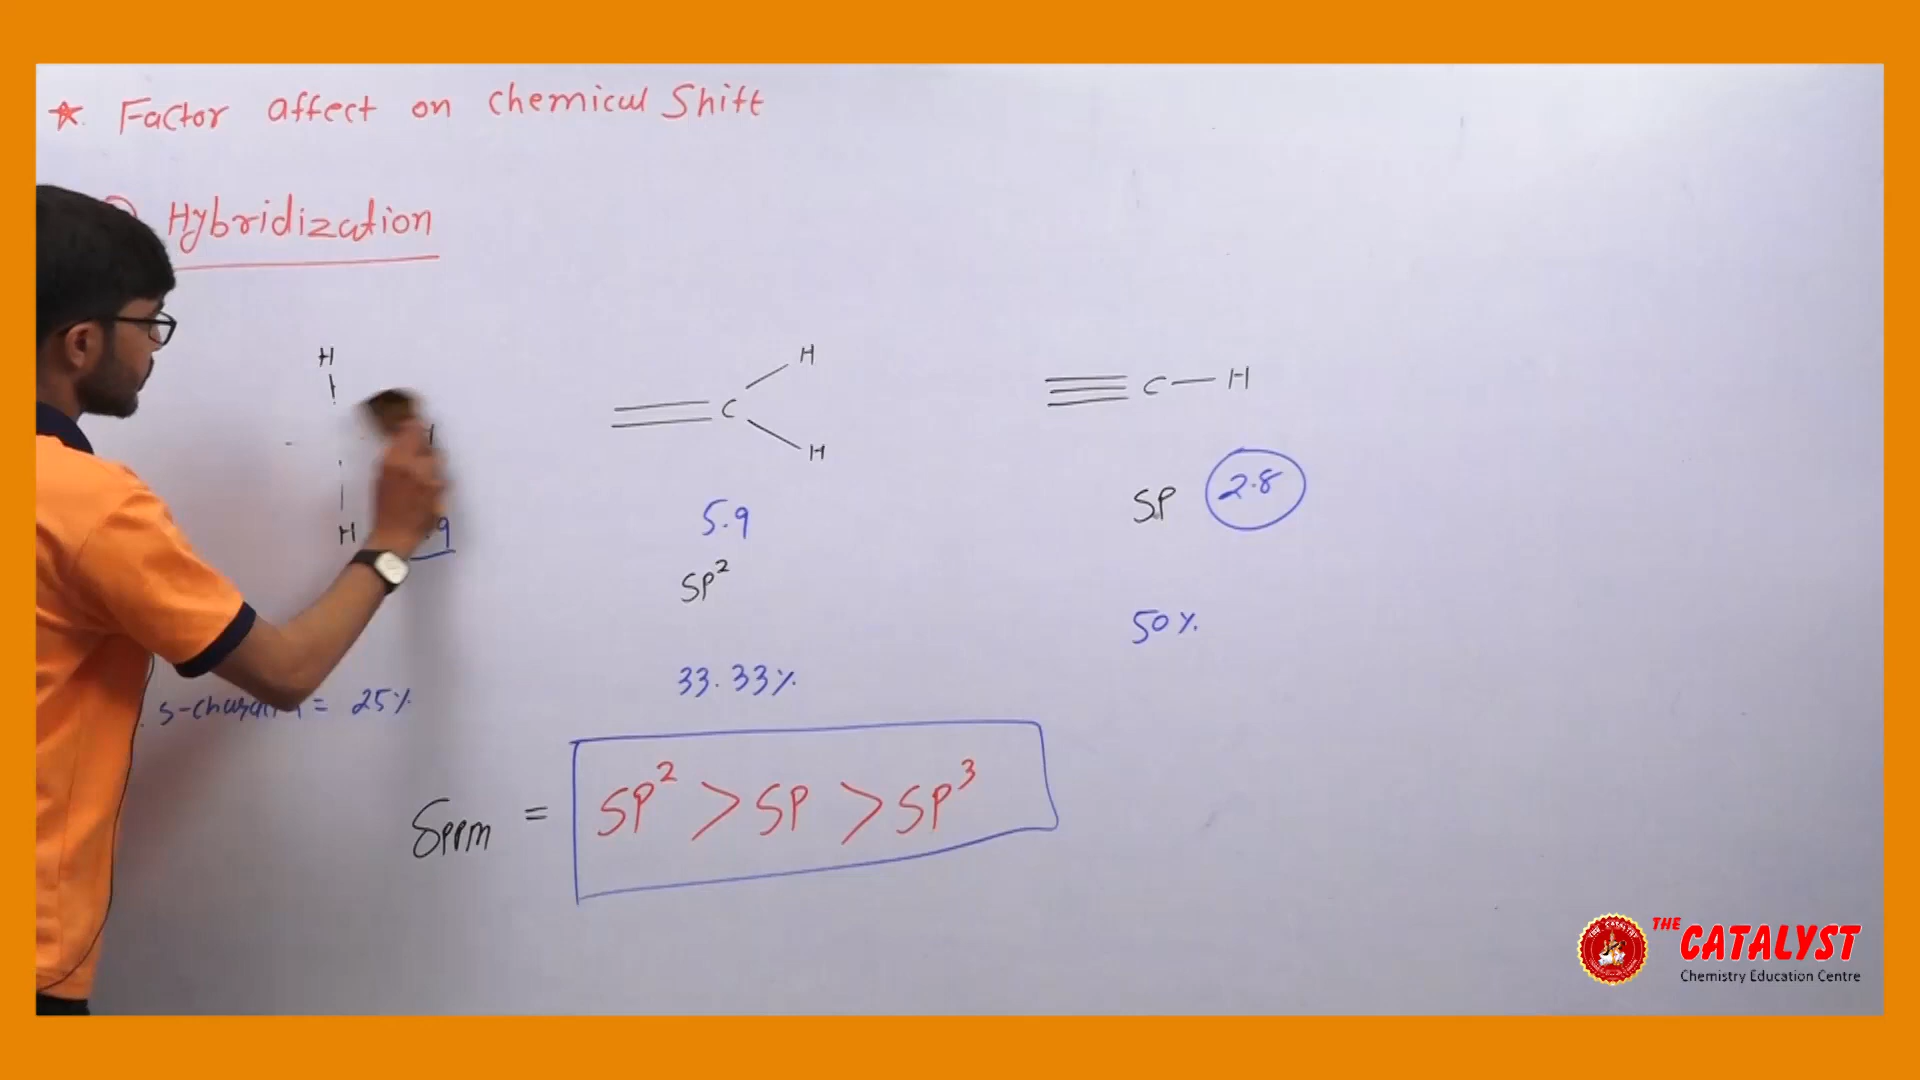 * Factor affect on chemical Shift
Hybridization
H
H
C
H
≡ C — H
H
5.9
SP 2.8
H
.9
SP²
50%.
33.33%.
= 25%.
δppm = SP² > SP > SP³
THE CATALYST
Chemistry Education Centre